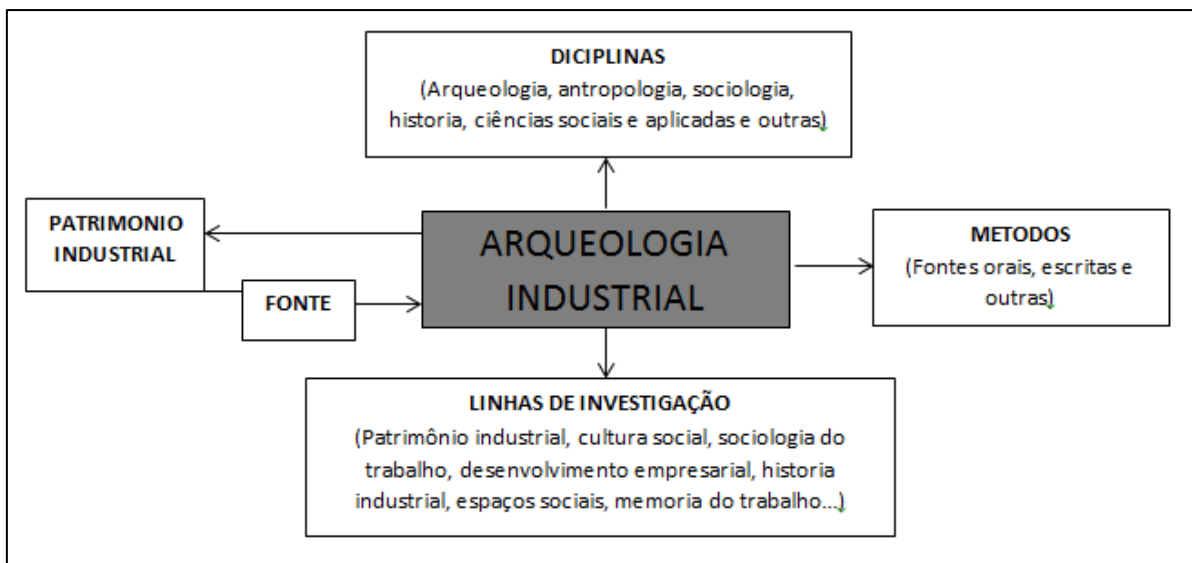 DICIPLINAS
(Arqueologia, antropologia, sociologia,
historia, ciências sociais e aplicadas e outras)
PATRIMONIO
INDUSTRIAL
FONTE
ARQUEOLOGIA
INDUSTRIAL
METODOS
(Fontes orais, escritas e
outras)
LINHAS DE INVESTIGAÇÃO
(Patrimônio industrial, cultura social, sociologia do
trabalho, desenvolvimento empresarial, historia
industrial, espaços sociais, memoria do trabalho...)